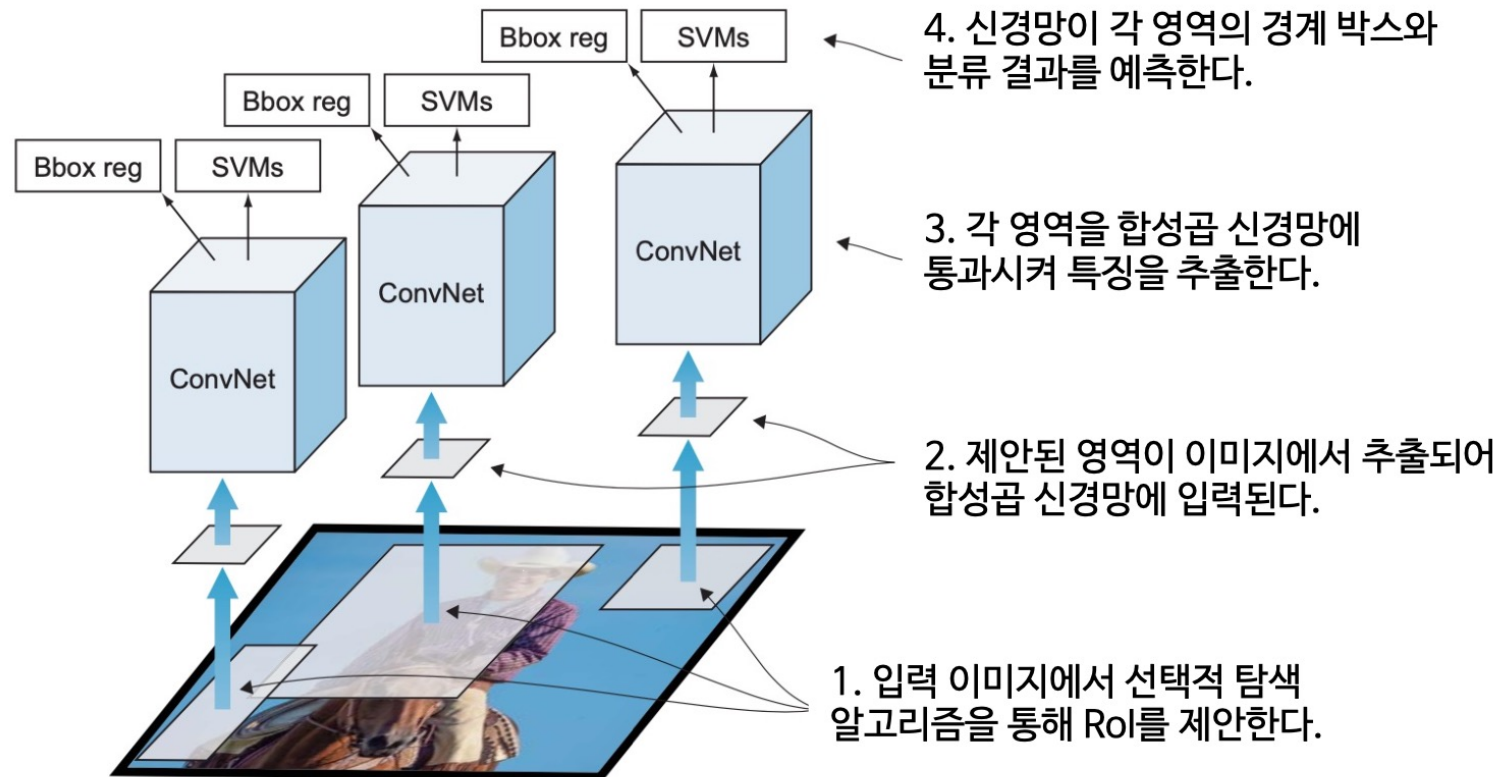 Bbox reg
SVMs
4. 신경망이 각 영역의 경계 박스와
분류 결과를 예측한다.
Bbox reg
SVMs
Bbox reg
SVMs
ConvNet
3. 각 영역을 합성곱 신경망에
통과시켜 특징을 추출한다.
ConvNet
ConvNet
2. 제안된 영역이 이미지에서 추출되어
합성곱 신경망에 입력된다.
1. 입력 이미지에서 선택적 탐색
알고리즘을 통해 RoI를 제안한다.